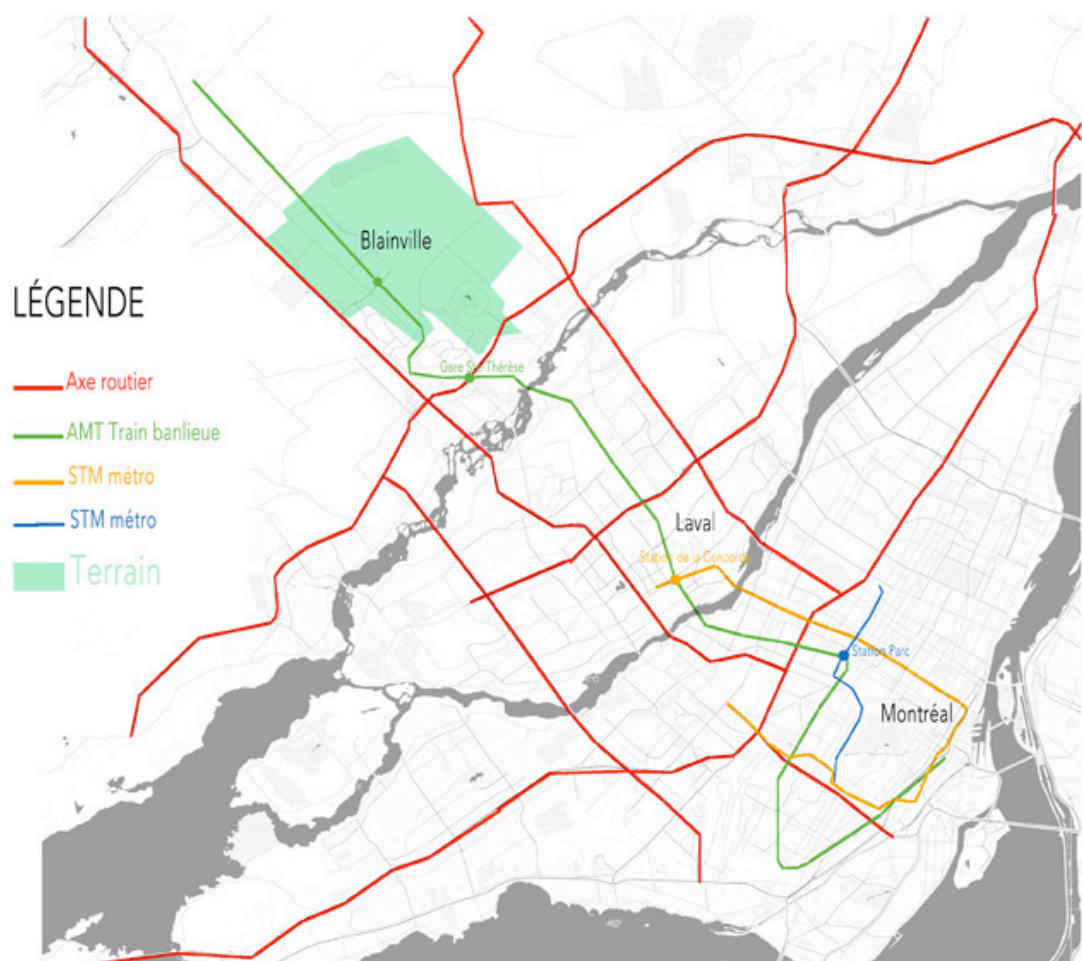 Blainville
LÉGENDE
Gare Ste-Thérèse
Axe routier
AMT Train banlieue
STM métro
STM métro
Laval
Station de la Concorde
Terrain
Station Parc
Montréal